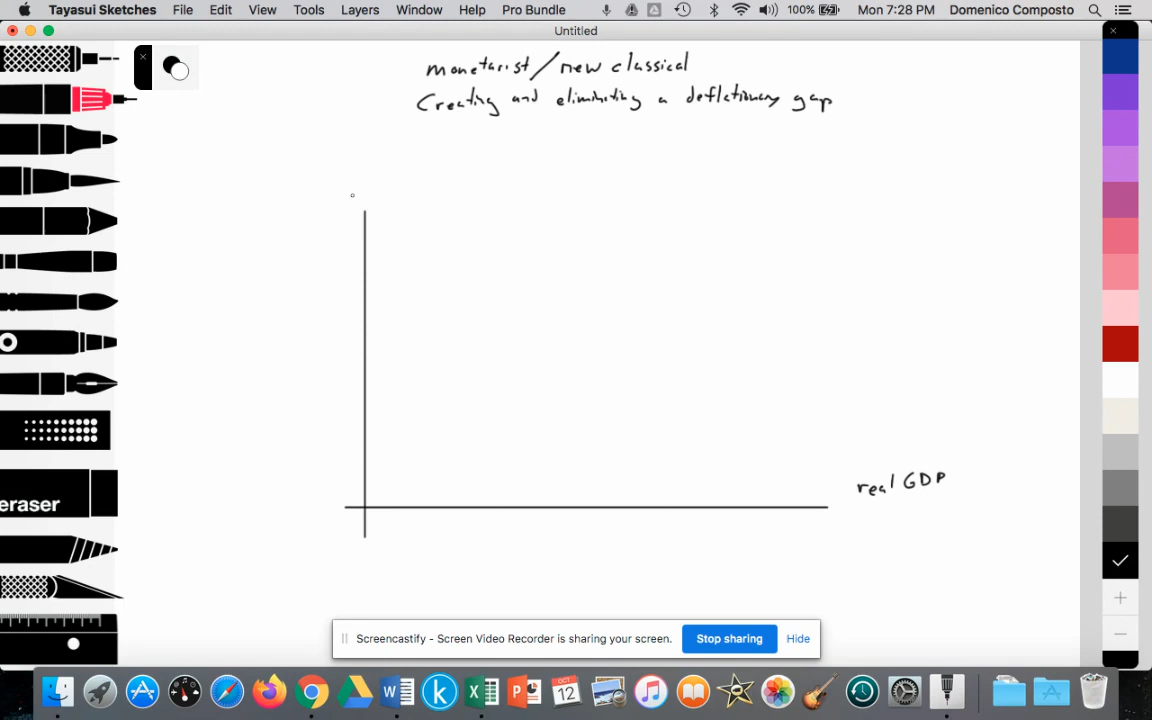 Tayasui Sketches File Edit View Tools Layers Window Help Pro Bundle 100% Mon 7:28 PM Domenico Composto
Untitled
monetarist/new classical
Creating and eliminating a deflationary gap
real GDP
eraser
Screencastify - Screen Video Recorder is sharing your screen. Stop sharing Hide
OCT
12